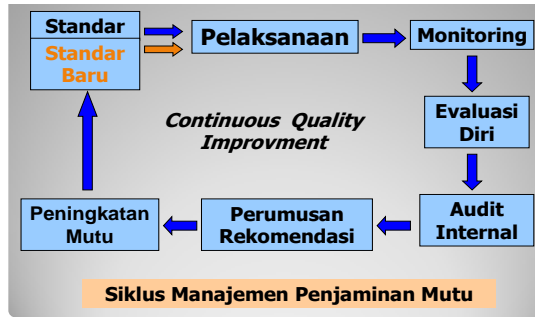 Standar
Standar
Baru
Pelaksanaan
Monitoring
Evaluasi
Diri
Audit
Internal
Perumusan
Rekomendasi
Peningkatan
Mutu
Continuous Quality
Improvment
Siklus Manajemen Penjaminan Mutu